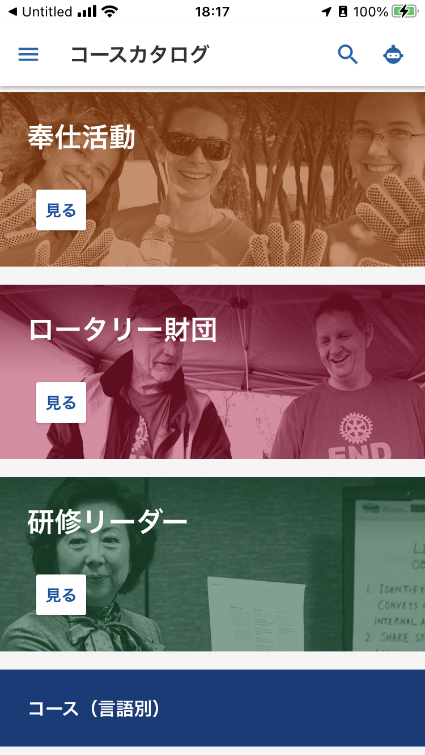 Untitled 18:17 100%
コースカタログ
奉仕活動
見る
ロータリー財団
見る
END
研修リーダー
見る
1. IDENTIFY
CONVEYS
INTERNAL
2. SHARE
コース（言語別）